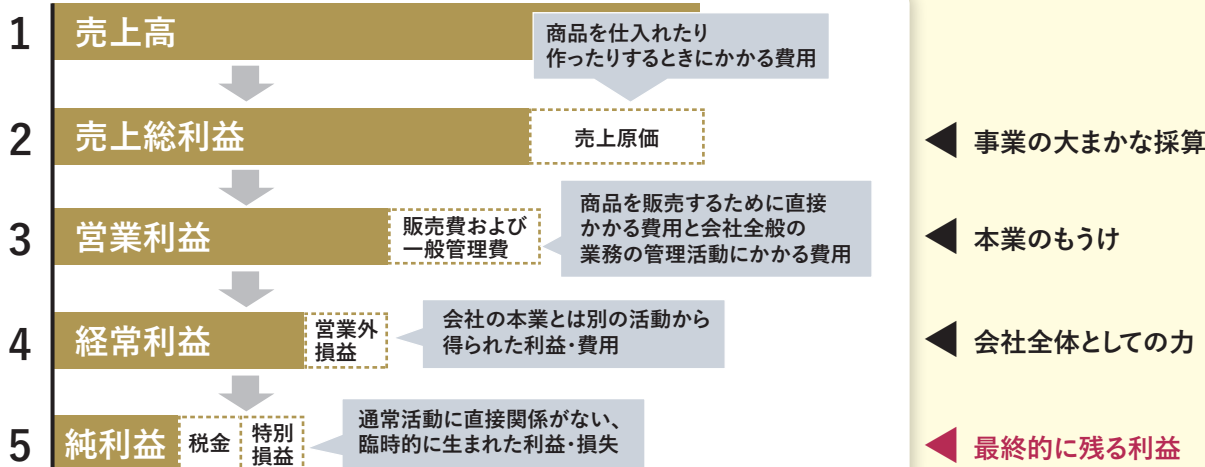 1
売上高
商品を仕入れたり
作ったりするときにかかる費用
2
売上総利益
売上原価
事業の大まかな採算
3
営業利益
販売費および
一般管理費
商品を販売するために直接
かかる費用と会社全般の
業務の管理活動にかかる費用
本業のもうけ
4
経常利益
営業外
損益
会社の本業とは別の活動から
得られた利益・費用
会社全体としての力
5
純利益
税金
特別
損益
通常活動に直接関係がない、
臨時的に生まれた利益・損失
最終的に残る利益